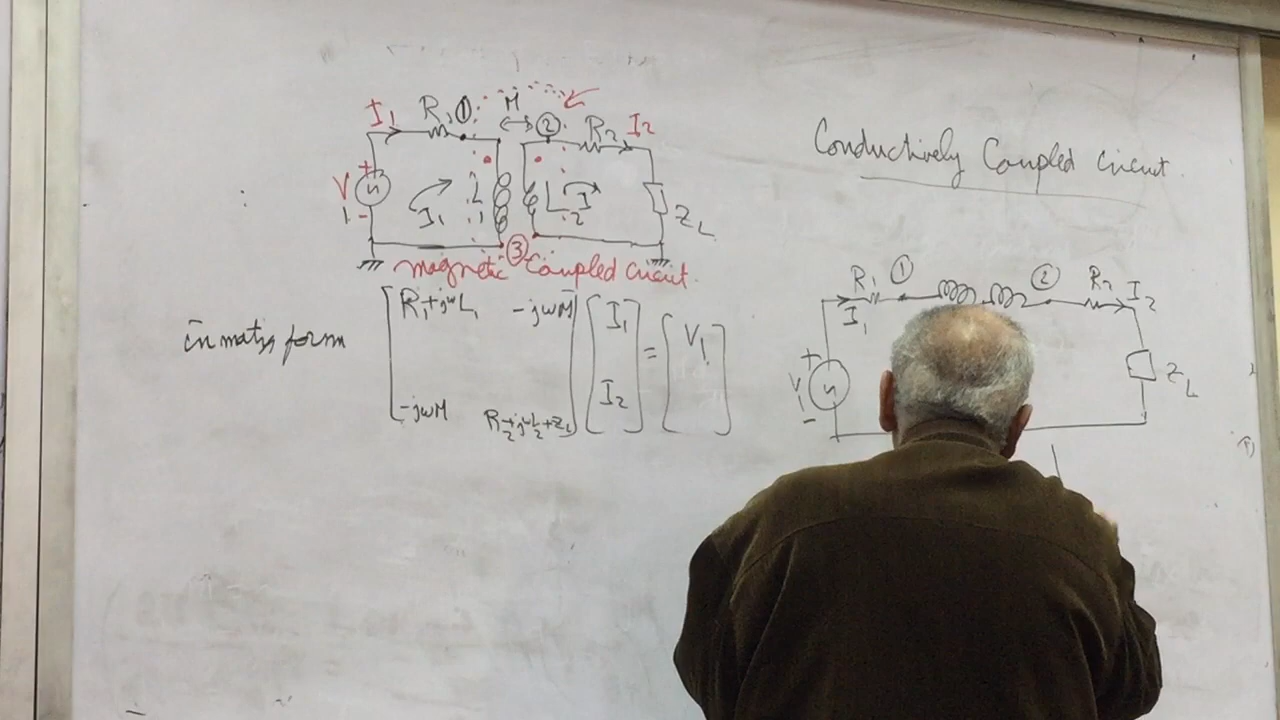 I1 R1 ① M ② R2 I2
V1 + - I1 L1 L2 I2 ZL
③
magnetic Coupled Circuit.
in matrix form
[R1+jωL1 -jωM] [I1] = [V1]
[-jωM R2+jωL2+ZL] [I2]
Conductively Coupled Circuit.
R1 ① ② R2 I2
I1
+ V1 - ZL